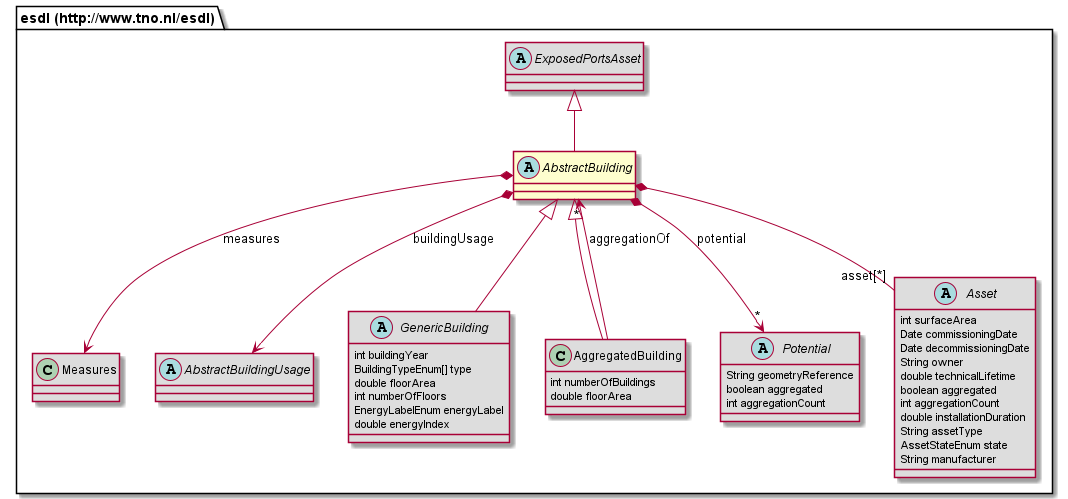 esdl (http://www.tno.nl/esdl)
A ExposedPortsAsset
A AbstractBuilding
measures
buildingUsage
*
aggregationOf
potential
asset[*]
*
C Measures
A AbstractBuildingUsage
A GenericBuilding
int buildingYear
BuildingTypeEnum[] type
double floorArea
int numberOfFloors
EnergyLabelEnum energyLabel
double energyIndex
C AggregatedBuilding
int numberOfBuildings
double floorArea
A Potential
String geometryReference
boolean aggregated
int aggregationCount
A Asset
int surfaceArea
Date commissioningDate
Date decommissioningDate
String owner
double technicalLifetime
boolean aggregated
int aggregationCount
double installationDuration
String assetType
AssetStateEnum state
String manufacturer